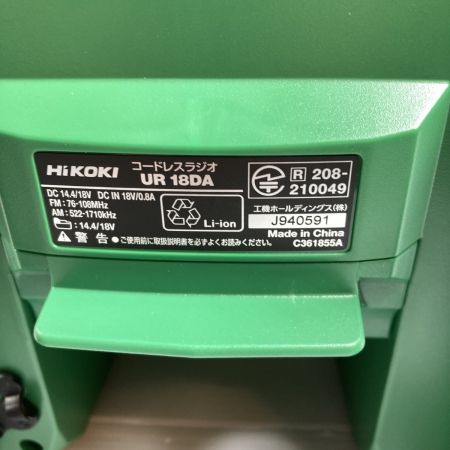 HiKOKI
コードレスラジオ
UR 18DA
DC 14.4/18V DC IN 18V/0.8A
FM : 76-108MHz
AM : 522-1710kHz
: 14.4/18V
Li-ion
R 208-
210049
工機ホールディングス(株)
J940591
Made in China
C361855A
警告 ●ご使用前に取扱説明書を必ずよくお読みください。